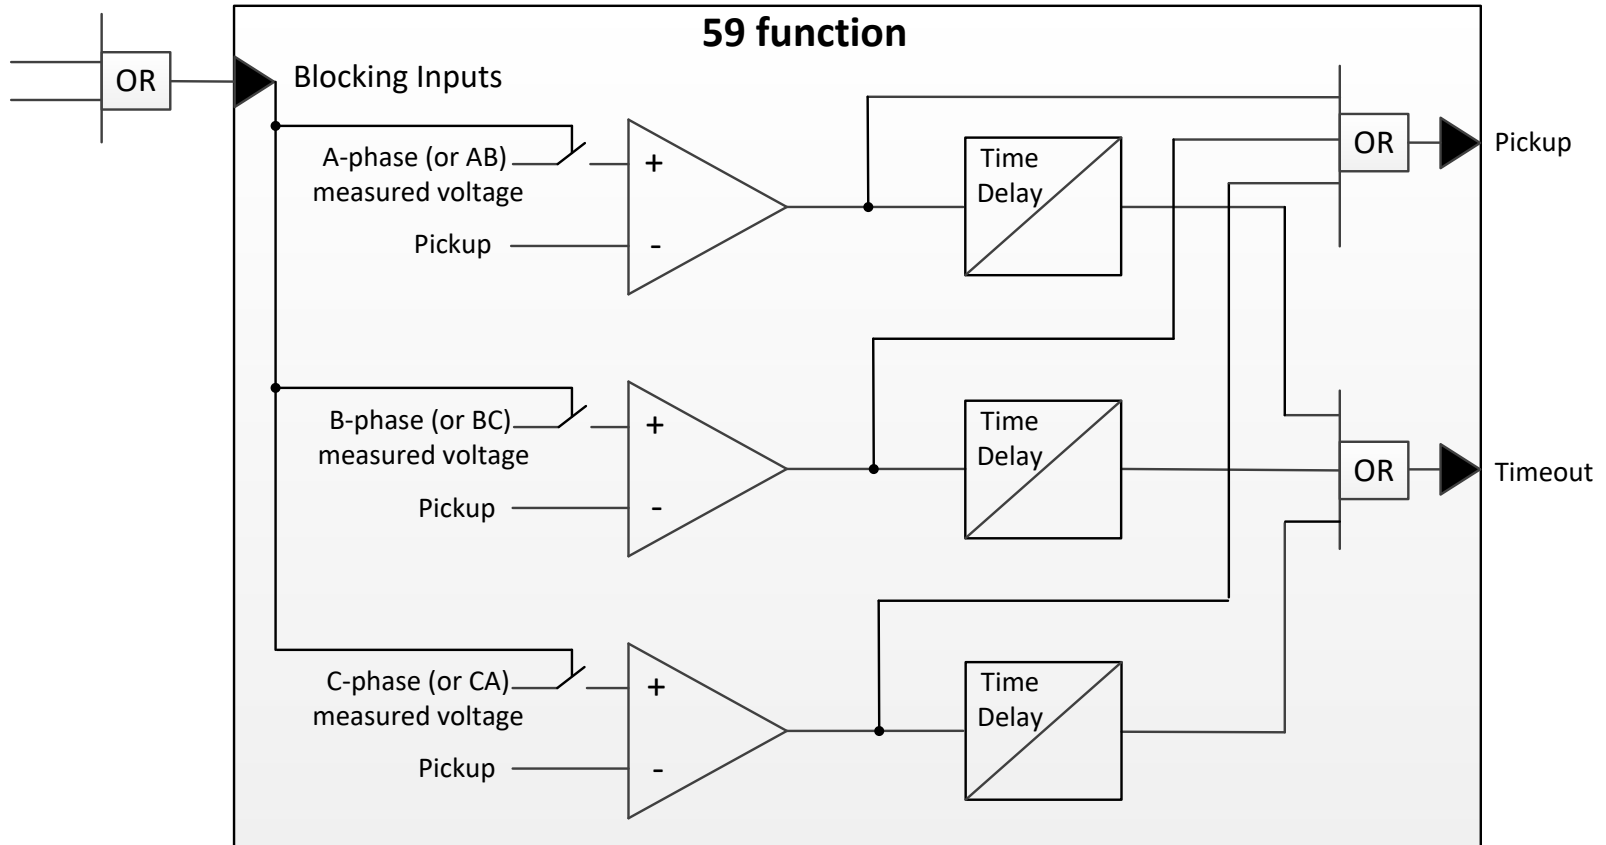 59 function
OR
Blocking Inputs
A-phase (or AB)
measured voltage
+
Pickup
-
Time
Delay
OR
Pickup
B-phase (or BC)
measured voltage
+
Pickup
-
Time
Delay
OR
Timeout
C-phase (or CA)
measured voltage
+
Pickup
-
Time
Delay